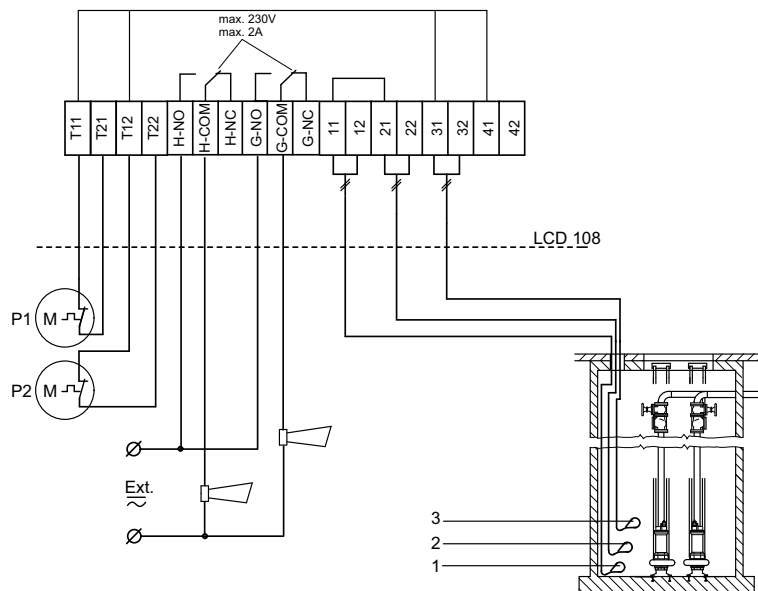 max. 230V
max. 2A
T11 T21 T12 T22 H-NO H-COM H-NC G-NO G-COM G-NC 11 12 21 22 31 32 41 42
LCD 108
P1 M
P2 M
Ext.
3
2
1